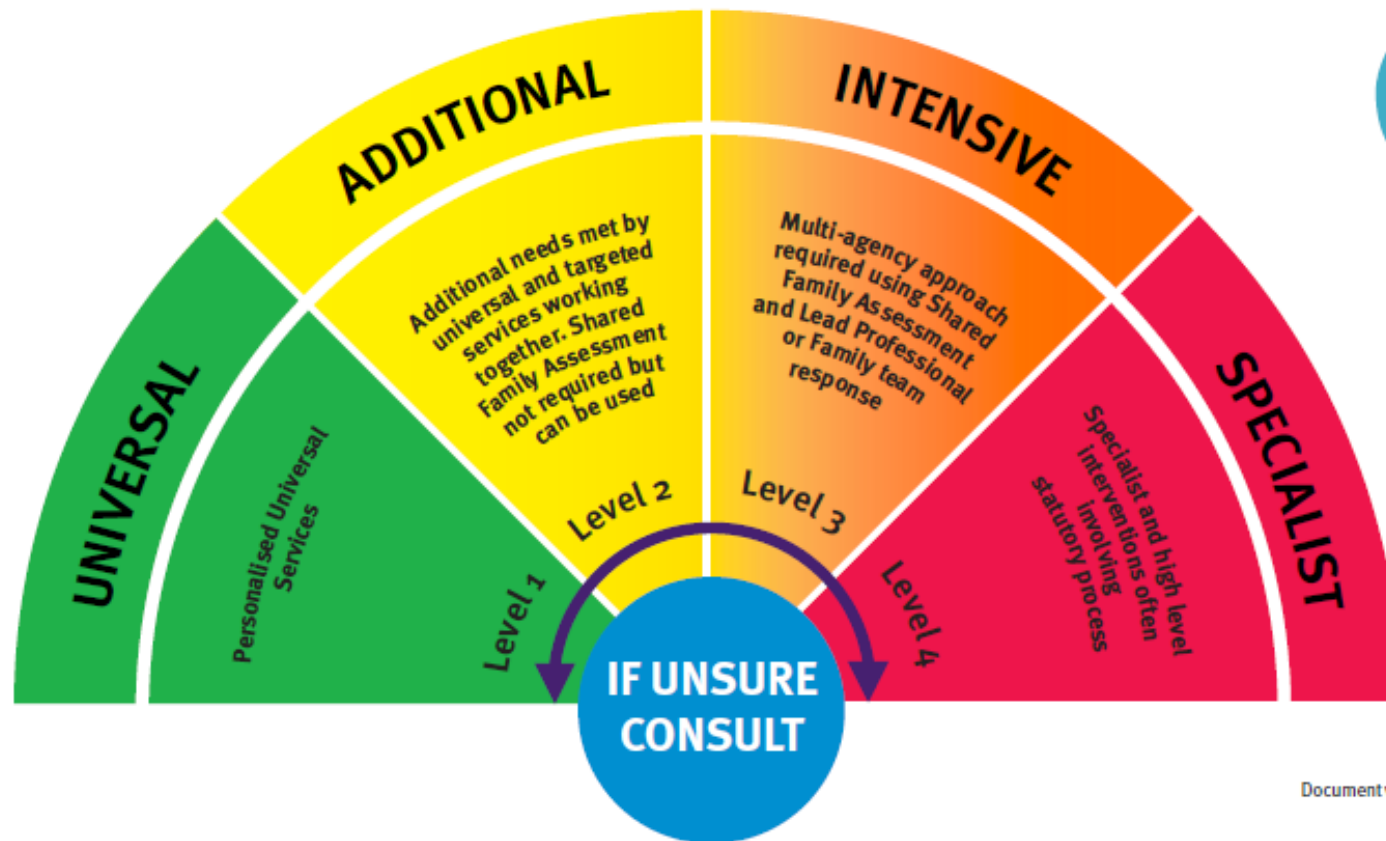 UNIVERSAL
Personalised Universal
Services
Level 1
ADDITIONAL
Additional needs met by
universal and targeted
services working
together. Shared
Family Assessment
not required but
can be used
Level 2
INTENSIVE
Multi-agency approach
required using Shared
Family Assessment
and Lead Professional
or Family team
response
Level 3
SPECIALIST
Specialist and high level
interventions often
involving
statutory process
Level 4
IF UNSURE
CONSULT
Document